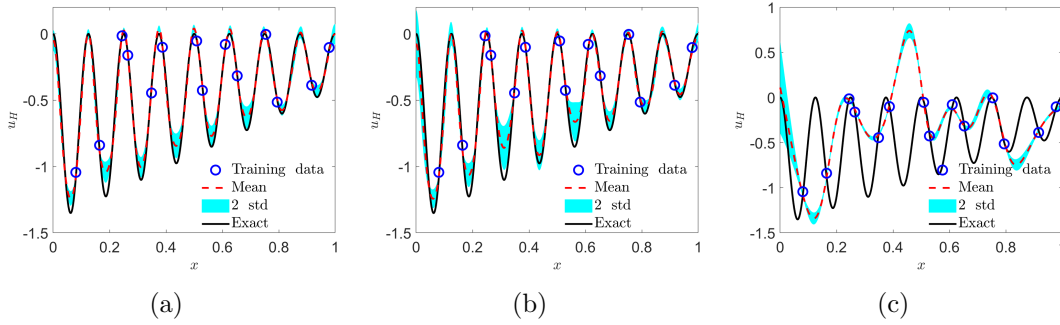 0
-0.5
-1
-1.5
u_H
0 0.2 0.4 0.6 0.8 1
x
Training data
Mean
2 std
Exact
(a)
0
-0.5
-1
-1.5
u_H
0 0.2 0.4 0.6 0.8 1
x
Training data
Mean
2 std
Exact
(b)
1
0.5
0
-0.5
-1
-1.5
u_H
0 0.2 0.4 0.6 0.8 1
x
Training data
Mean
2 std
Exact
(c)